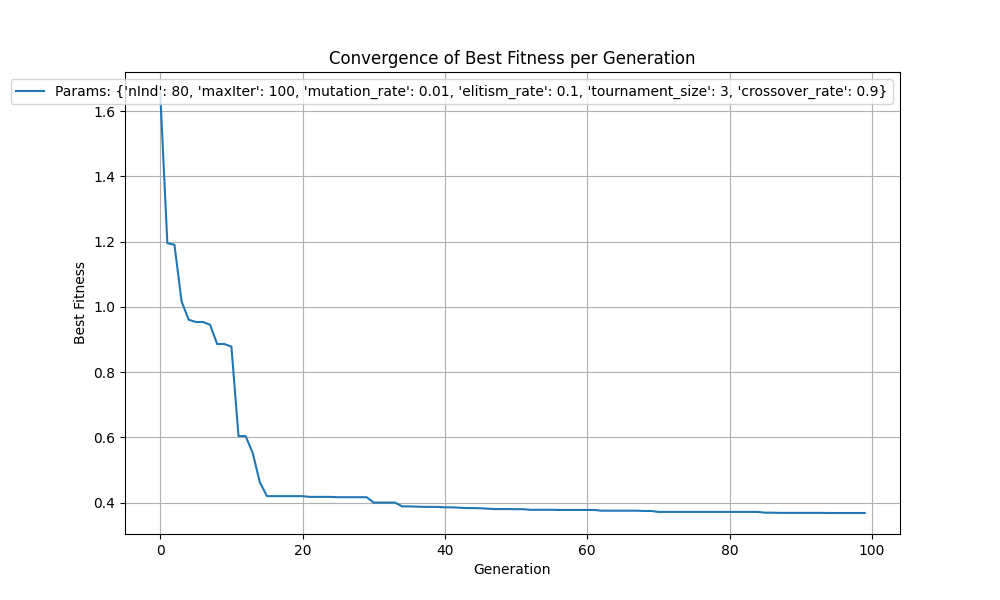 Convergence of Best Fitness per Generation
Params: {'nInd': 80, 'maxIter': 100, 'mutation_rate': 0.01, 'elitism_rate': 0.1, 'tournament_size': 3, 'crossover_rate': 0.9}
1.6
1.4
1.2
1.0
0.8
0.6
0.4
Best Fitness
0 20 40 60 80 100
Generation